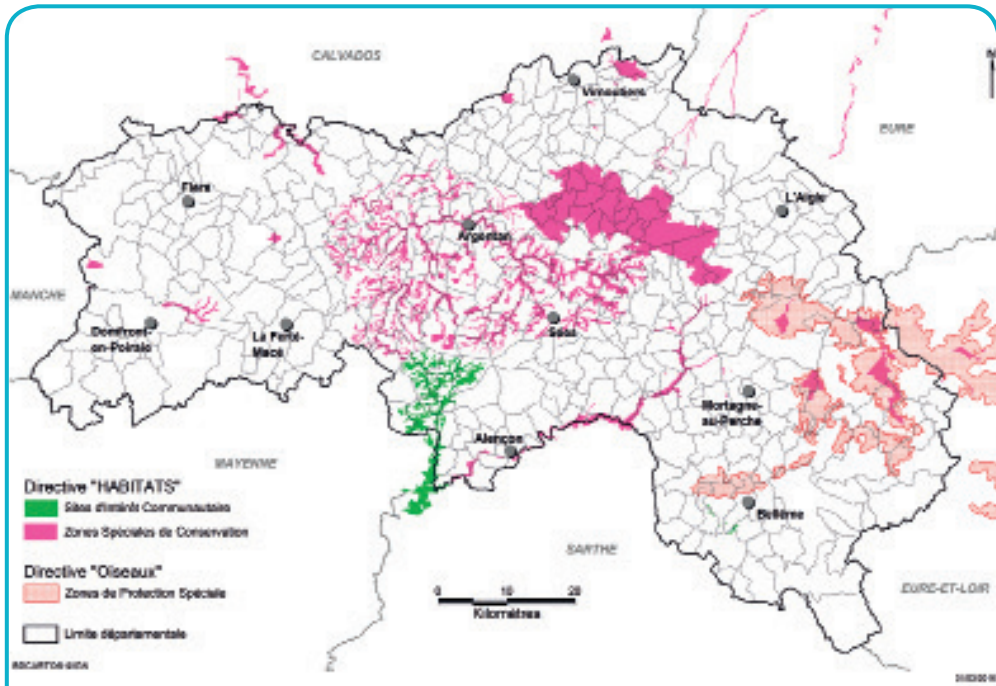 CALVADOS
N
Vimoutiers
EURE
Flers
L'Aigle
Argentan
MANCHE
Domfront-
en-Poiraie
La Ferté-
Macé
Sées
Mortagne-
au-Perche
Alençon
MAYENNE
Bellême
SARTHE
EURE-ET-LOIR
Directive "HABITATS"
Sites d'Intérêt Communautaire
Zones Spéciales de Conservation
Directive "Oiseaux"
Zones de Protection Spéciale
Limite départementale
0 10 20
Kilomètres